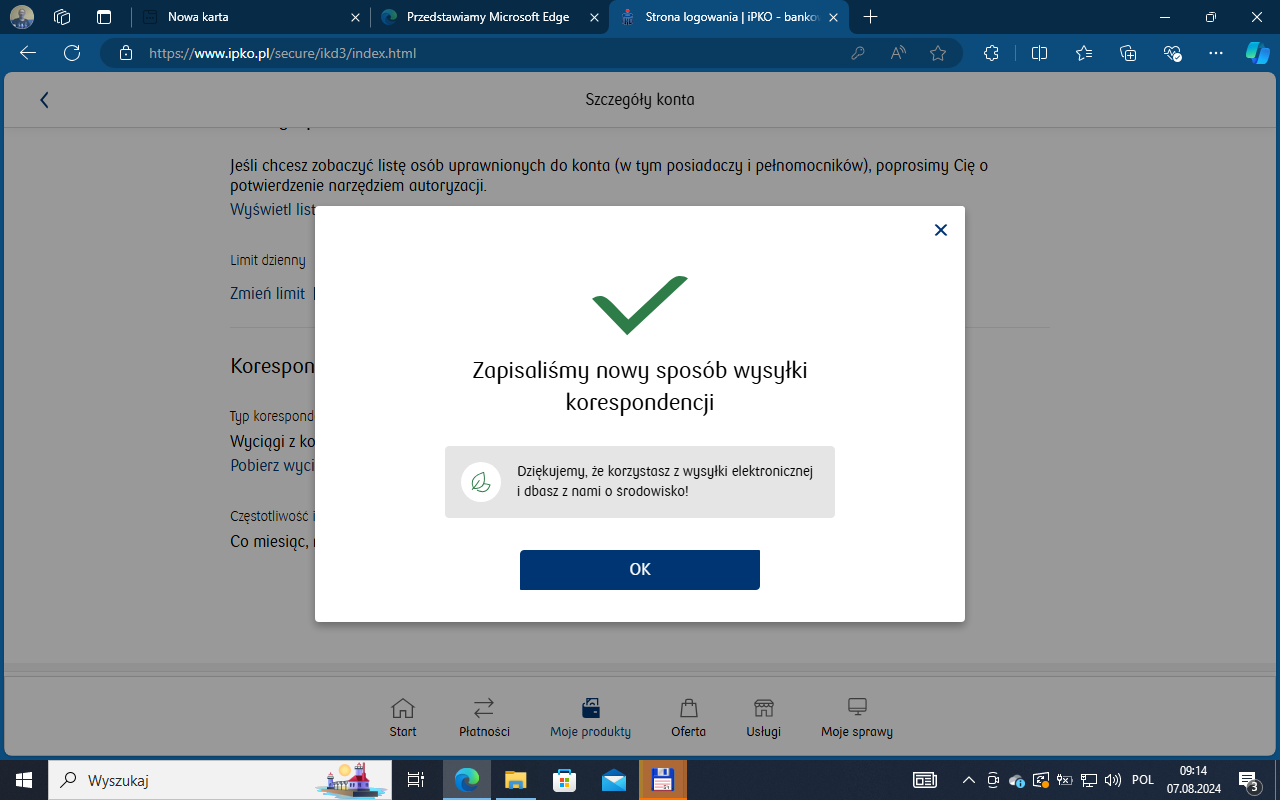 Nowa karta
Przedstawiamy Microsoft Edge
Strona logowania | iPKO - bankow
https://www.ipko.pl/secure/ikd3/index.html
Szczegóły konta
Jeśli chcesz zobaczyć listę osób uprawnionych do konta (w tym posiadaczy i pełnomocników), poprosimy Cię o
potwierdzenie narzędziem autoryzacji.
Wyświetl list
Limit dzienny
Zmień limit
Korespon
Typ korespond
Wyciągi z ko
Pobierz wyci
Częstotliwość i
Co miesiąc,
Zapisaliśmy nowy sposób wysyłki
korespondencji
Dziękujemy, że korzystasz z wysyłki elektronicznej
i dbasz z nami o środowisko!
OK
Start
Płatności
Moje produkty
Oferta
Usługi
Moje sprawy
Wyszukaj
POL
09:14
07.08.2024
3